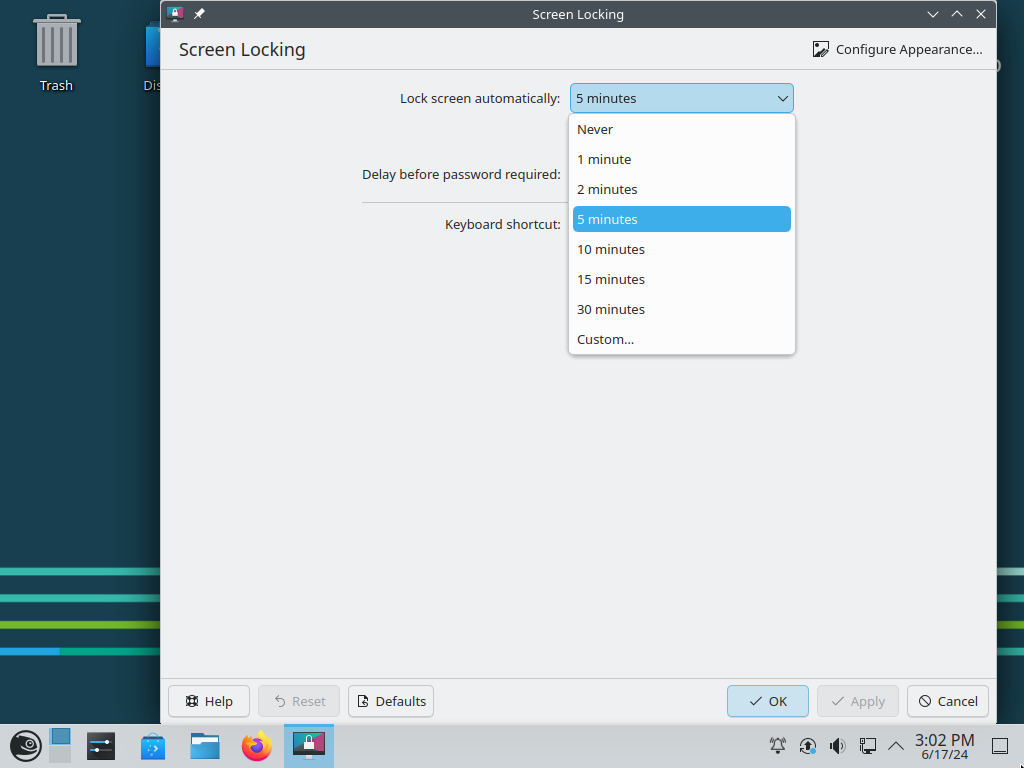 Screen Locking
Trash
Dis
Screen Locking
Configure Appearance...
Lock screen automatically:
5 minutes
Never
1 minute
2 minutes
5 minutes
10 minutes
15 minutes
30 minutes
Custom...
Delay before password required:
Keyboard shortcut:
Help
Reset
Defaults
OK
Apply
Cancel
3:02 PM
6/17/24